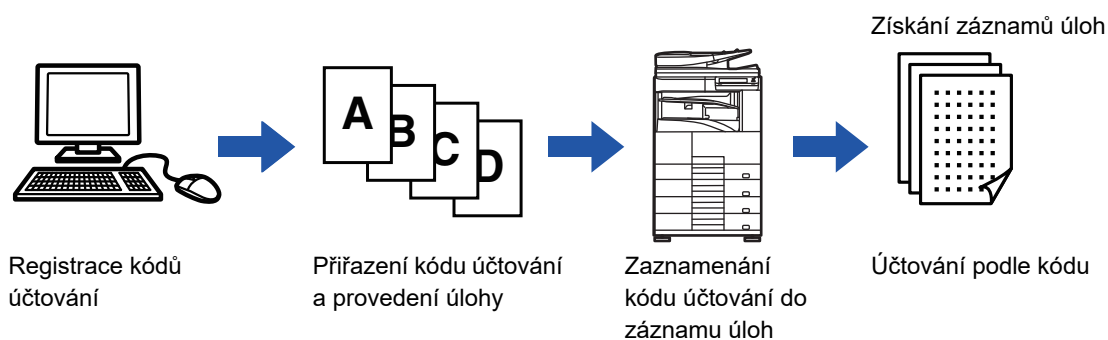 Získání záznamů úloh
A
B
C
D
Registrace kódů
účtování
Přiřazení kódu účtování
a provedení úlohy
Zaznamenání
kódu účtování do
záznamu úloh
Účtování podle kódu